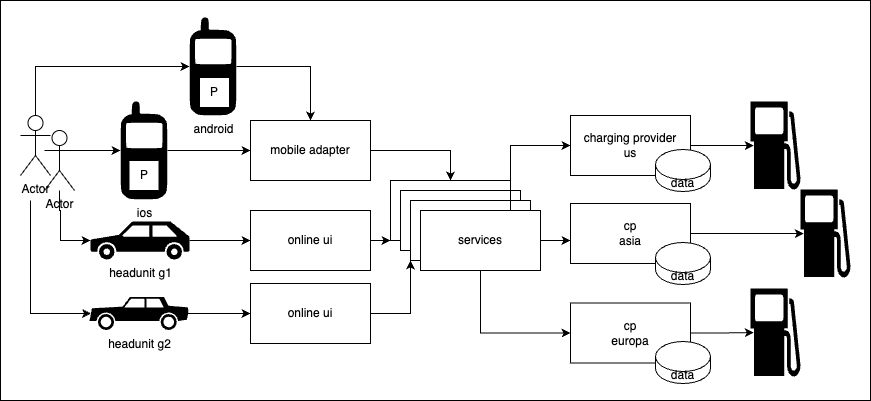 P
android
mobile adapter
P
ios
Actor
Actor
charging provider
us
data
online ui
services
cp
asia
data
headunit g1
online ui
headunit g2
cp
europa
data